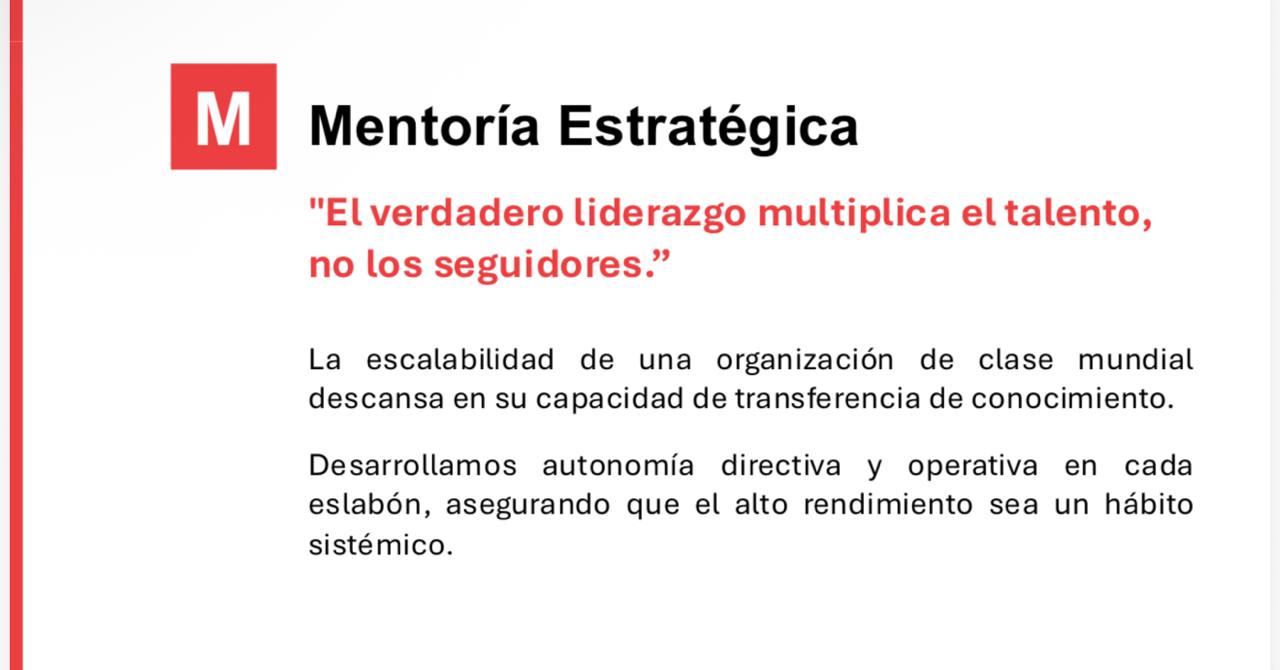 M
Mentoría Estratégica
"El verdadero liderazgo multiplica el talento,
no los seguidores.”
La escalabilidad de una organización de clase mundial
descansa en su capacidad de transferencia de conocimiento.
Desarrollamos autonomía directiva y operativa en cada
eslabón, asegurando que el alto rendimiento sea un hábito
sistémico.